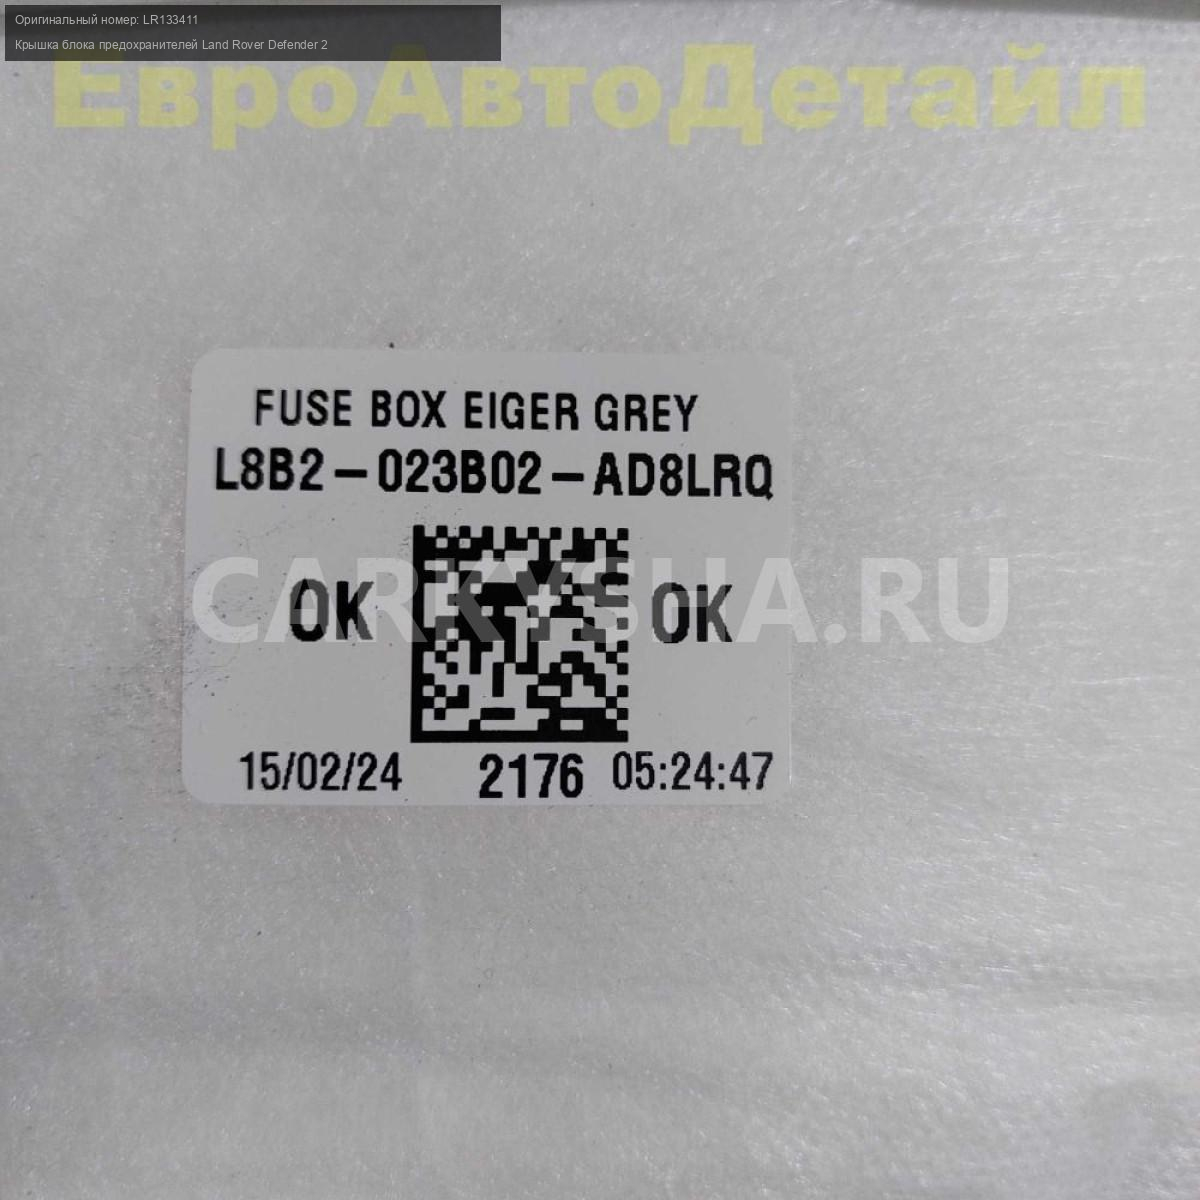 Оригинальный номер: LR133411
Крышка блока предохранителей Land Rover Defender 2
ЕвроАвтоДетайл
FUSE BOX EIGER GREY
L8B2-023B02-AD8LRQ
OK OK
CARKYSHA.RU
15/02/24 2176 05:24:47